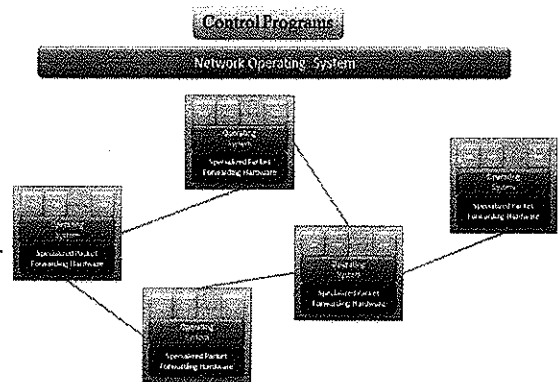 Control Programs
Network Operating System
Operating
System
Specialized Packet
Forwarding Hardware
Operating
System
Specialized Packet
Forwarding Hardware
System
Specialized Packet
Forwarding Hardware
Operating
System
Specialized Packet
Forwarding Hardware
Operating
System
Specialized Packet
Forwarding Hardware